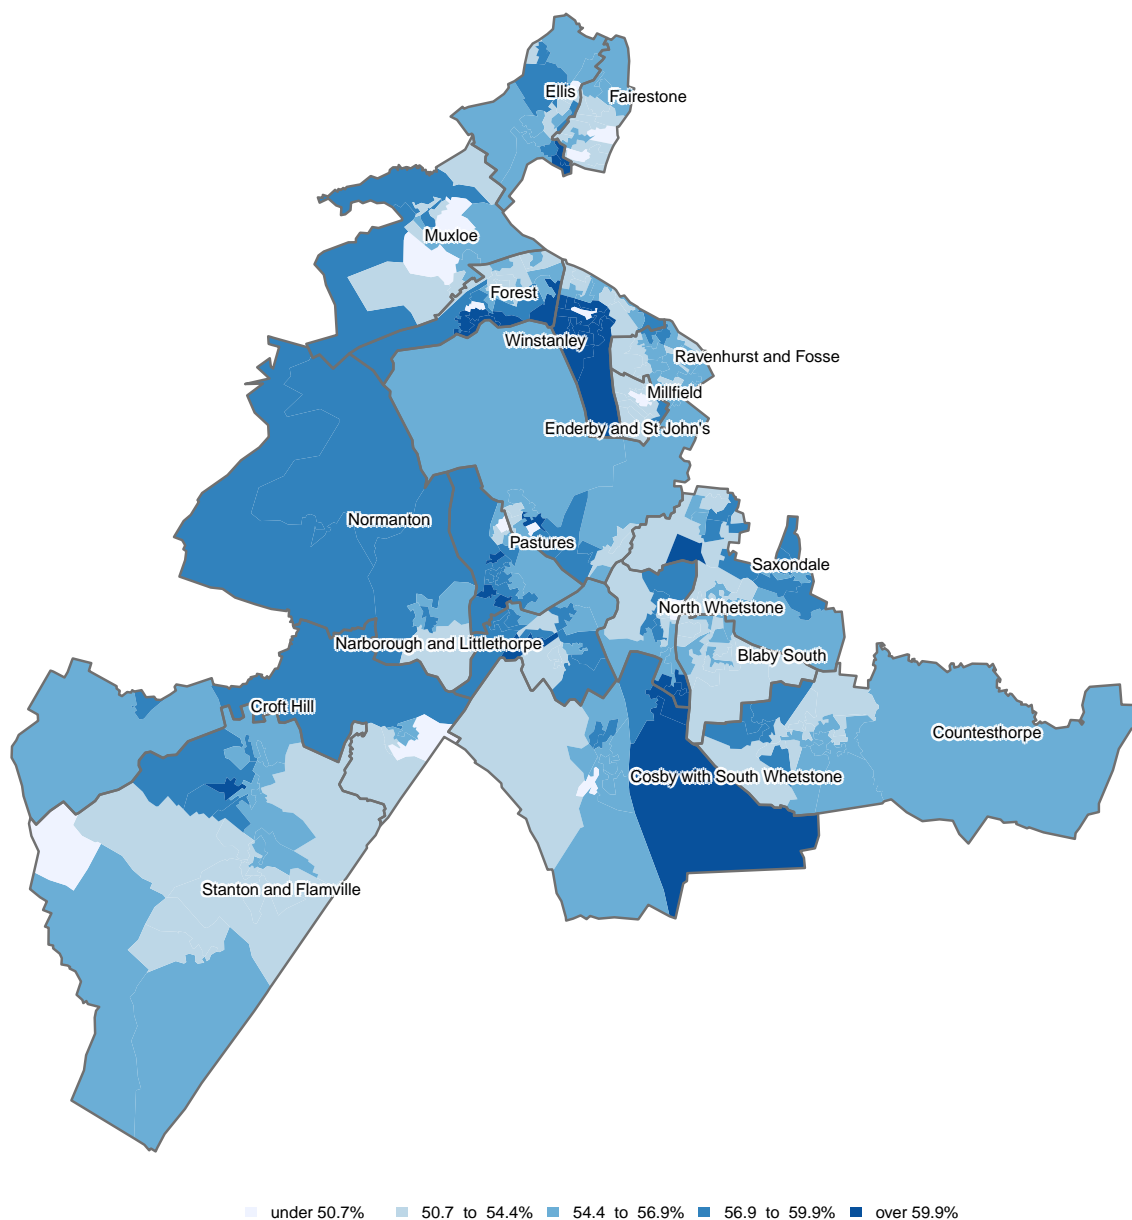 Ellis
Fairestone
Muxloe
Forest
Winstanley
Ravenhurst and Fosse
Millfield
Enderby and St John's
Normanton
Pastures
Saxondale
North Whetstone
Narborough and Littlethorpe
Blaby South
Croft Hill
Countesthorpe
Cosby with South Whetstone
Stanton and Flamville
under 50.7%
50.7 to 54.4%
54.4 to 56.9%
56.9 to 59.9%
over 59.9%